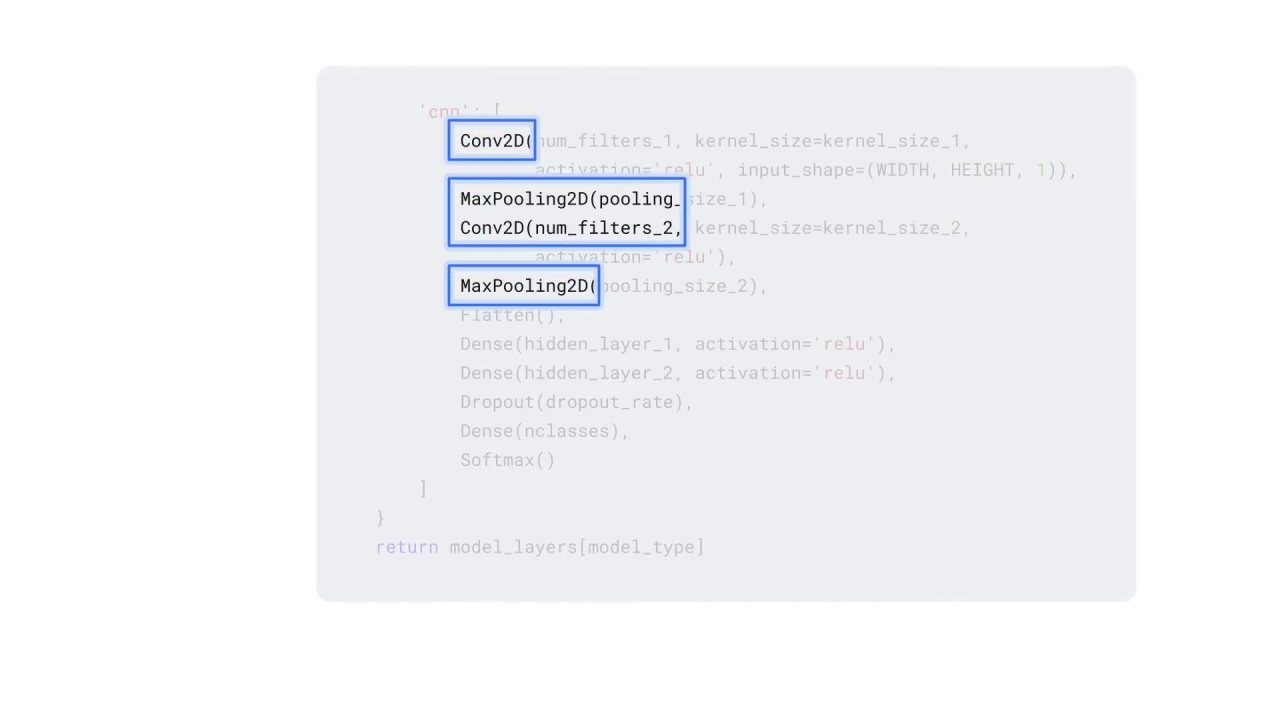 'cnn': [
Conv2D(num_filters_1, kernel_size=kernel_size_1,
activation='relu', input_shape=(WIDTH, HEIGHT, 1)),
MaxPooling2D(pooling_size_1),
Conv2D(num_filters_2, kernel_size=kernel_size_2,
activation='relu'),
MaxPooling2D(pooling_size_2),
Flatten(),
Dense(hidden_layer_1, activation='relu'),
Dense(hidden_layer_2, activation='relu'),
Dropout(dropout_rate),
Dense(nclasses),
Softmax()
]
}
return model_layers[model_type]